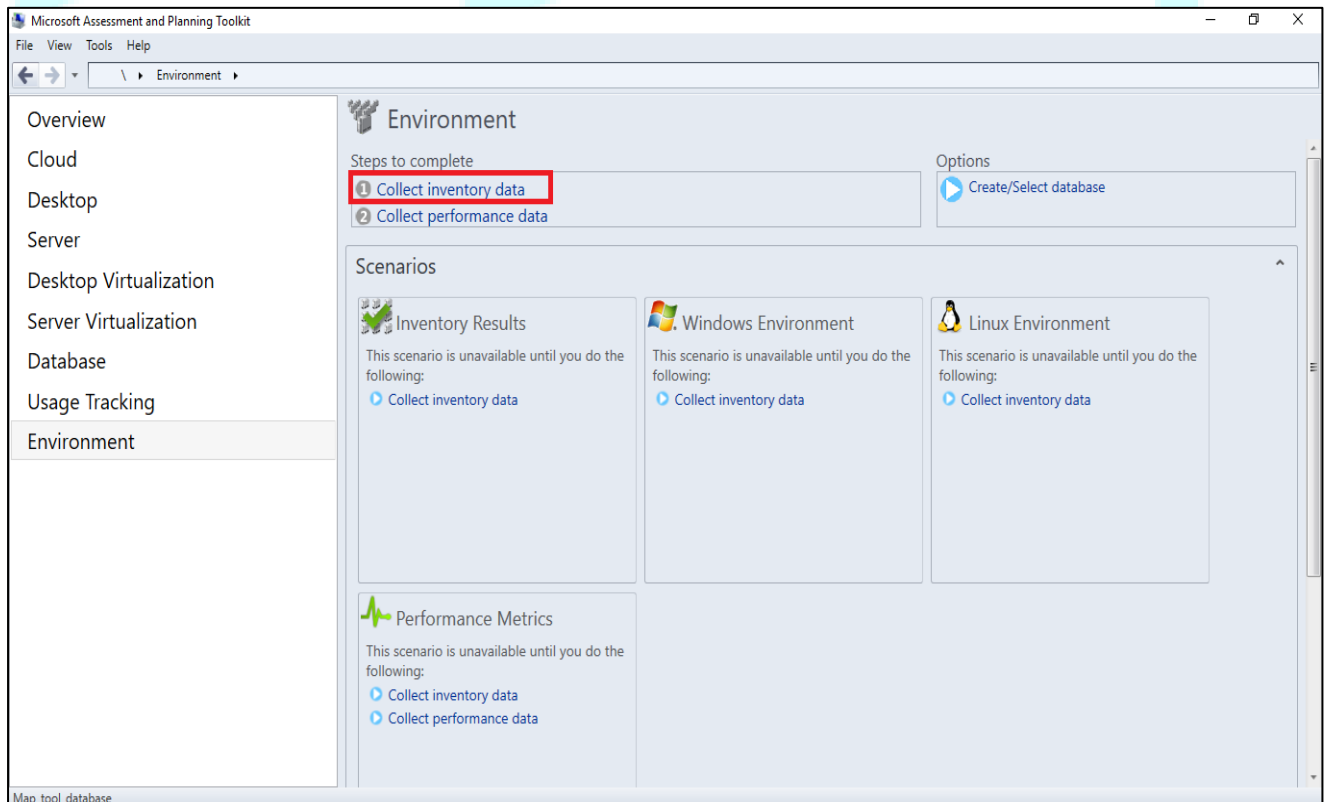 Microsoft Assessment and Planning Toolkit
File View Tools Help
\ Environment
Overview
Cloud
Desktop
Server
Desktop Virtualization
Server Virtualization
Database
Usage Tracking
Environment
Environment
Steps to complete
1 Collect inventory data
2 Collect performance data
Options
Create/Select database
Scenarios
Inventory Results
This scenario is unavailable until you do the
following:
Collect inventory data
Windows Environment
This scenario is unavailable until you do the
following:
Collect inventory data
Linux Environment
This scenario is unavailable until you do the
following:
Collect inventory data
Performance Metrics
This scenario is unavailable until you do the
following:
Collect inventory data
Collect performance data
Map_tool_database